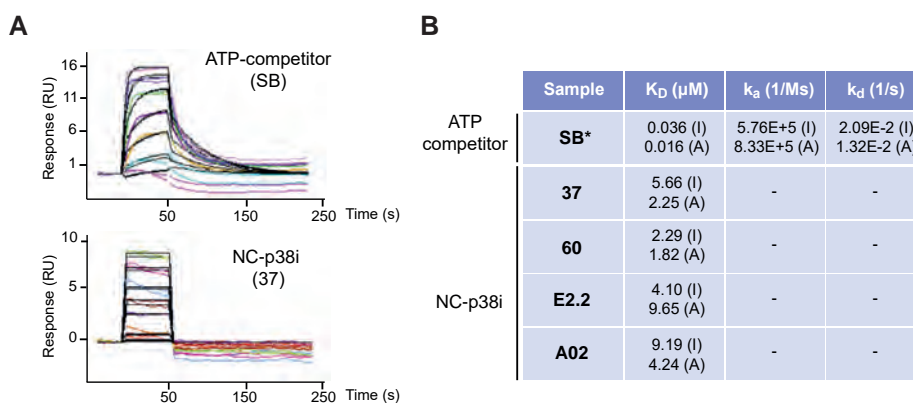 A
ATP-competitor
(SB)
Response (RU)
16
11
6
1
50
150
250
Time (s)
NC-p38i
(37)
Response (RU)
10
5
0
50
150
250
Time (s)
B
Sample
K_D (µM)
k_a (1/Ms)
k_d (1/s)
ATP
competitor
SB*
0.036 (I)
0.016 (A)
5.76E+5 (I)
8.33E+5 (A)
2.09E-2 (I)
1.32E-2 (A)
NC-p38i
37
5.66 (I)
2.25 (A)
-
-
60
2.29 (I)
1.82 (A)
-
-
E2.2
4.10 (I)
9.65 (A)
-
-
A02
9.19 (I)
4.24 (A)
-
-